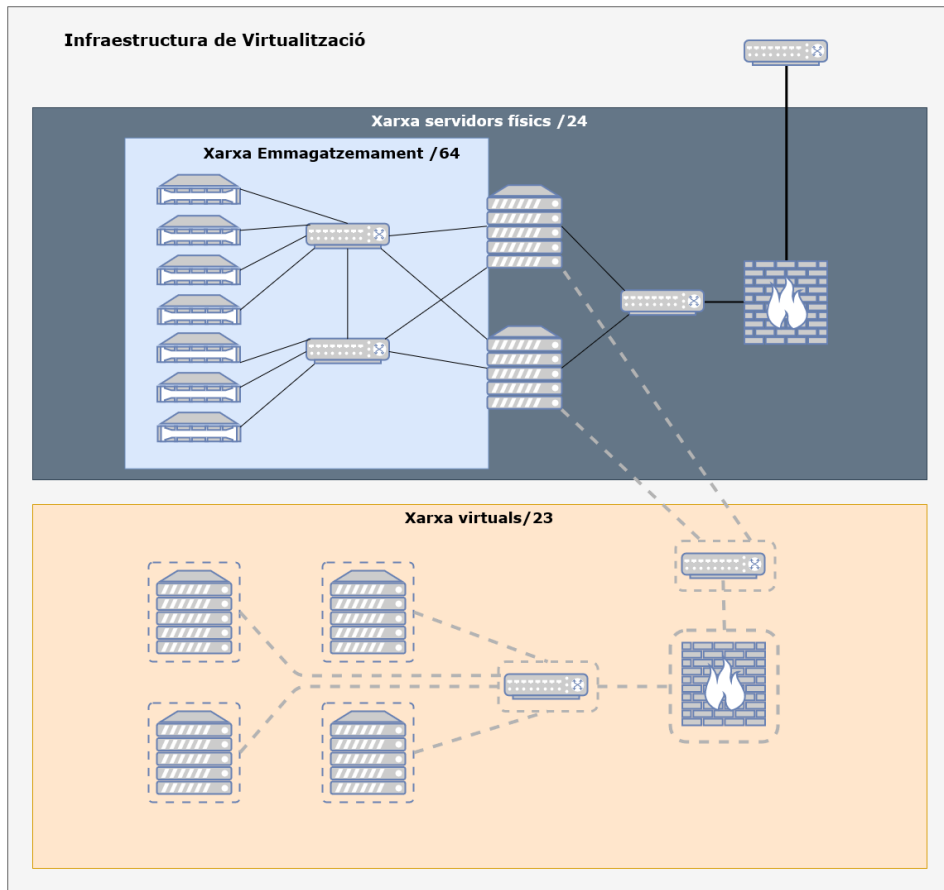 Infraestructura de Virtualització
Xarxa servidors físics /24
Xarxa Emmagatzemament /64
Xarxa virtuals/23